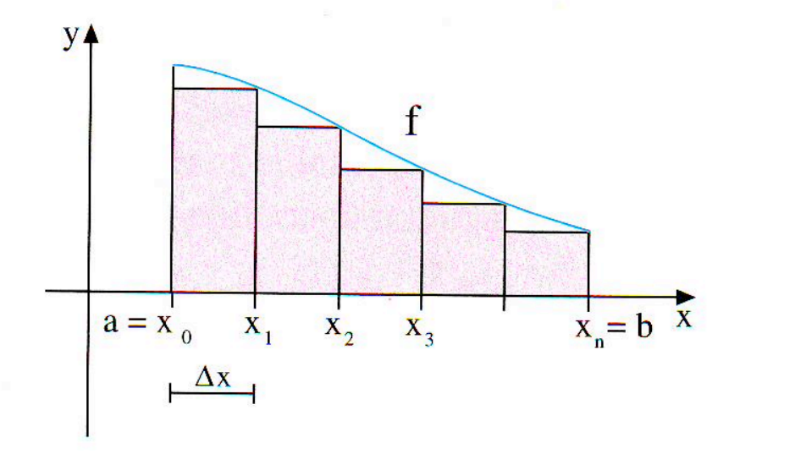 y
f
a = x₀ x₁ x₂ x₃ xₙ = b x
Δx